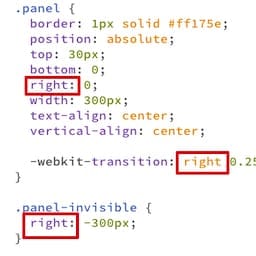 .panel {
border: 1px solid #ff175e;
position: absolute;
top: 30px;
bottom: 0;
right: 0;
width: 300px;
text-align: center;
vertical-align: center;
-webkit-transition: right 0.25
}
.panel-invisible {
right: -300px;
}